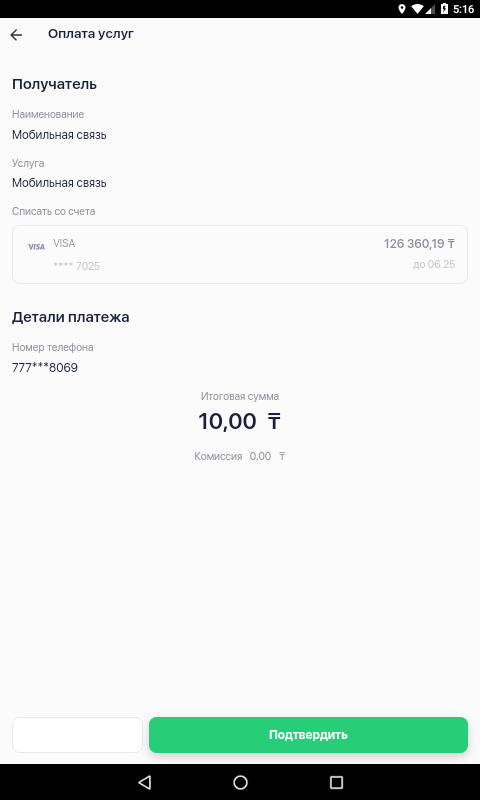 5:16
Оплата услуг
Получатель
Наименование
Мобильная связь
Услуга
Мобильная связь
Списать со счета
VISA VISA 126 360,19 ₸
**** 7025 до 06.25
Детали платежа
Номер телефона
777***8069
Итоговая сумма
10,00 ₸
Комиссия 0,00 ₸
Подтвердить